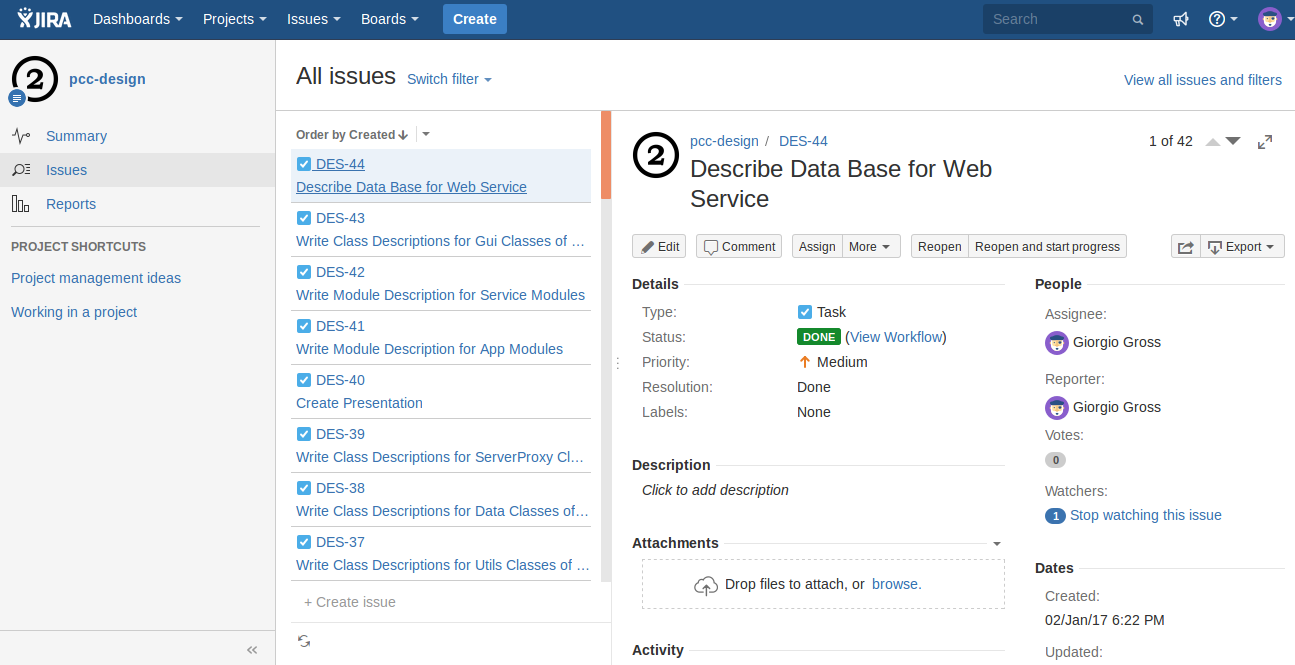 JIRA Dashboards Projects Issues Boards Create Search
2 pcc-design
Summary
Issues
Reports
PROJECT SHORTCUTS
Project management ideas
Working in a project
«
All issues Switch filter
View all issues and filters
Order by Created
DES-44
Describe Data Base for Web Service
DES-43
Write Class Descriptions for Gui Classes of …
DES-42
Write Module Description for Service Modules
DES-41
Write Module Description for App Modules
DES-40
Create Presentation
DES-39
Write Class Descriptions for ServerProxy Cl…
DES-38
Write Class Descriptions for Data Classes of…
DES-37
Write Class Descriptions for Utils Classes of …
+ Create issue
2 pcc-design / DES-44
1 of 42
Describe Data Base for Web
Service
Edit Comment Assign More Reopen Reopen and start progress Export
Details
Type: Task
Status: DONE (View Workflow)
Priority: Medium
Resolution: Done
Labels: None
Description
Click to add description
Attachments
Drop files to attach, or browse.
Activity
People
Assignee:
Giorgio Gross
Reporter:
Giorgio Gross
Votes:
0
Watchers:
1 Stop watching this issue
Dates
Created:
02/Jan/17 6:22 PM
Updated: